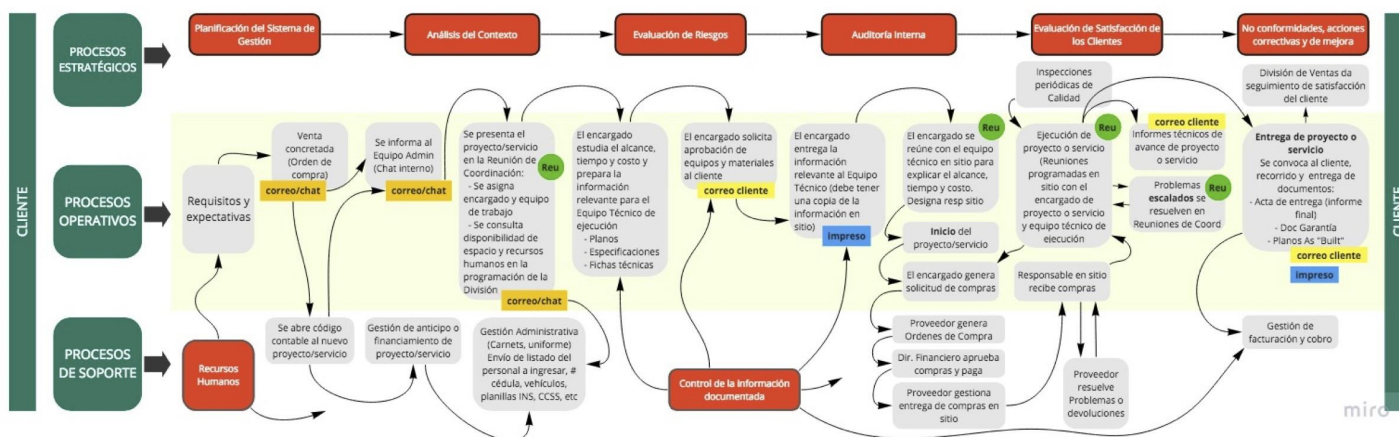 CLIENTE
PROCESOS
ESTRATÉGICOS
Planificación del Sistema de
Gestión
Análisis del Contexto
Evaluación de Riesgos
Auditoría Interna
Evaluación de Satisfacción de
los Clientes
No conformidades, acciones
correctivas y de mejora
PROCESOS
OPERATIVOS
Requisitos y
expectativas
Venta
concretada
(Orden de
compra)
correo/chat
Se informa al
Equipo Admin
(Chat interno)
correo/chat
Se presenta el
proyecto/servicio
en la Reunión de
Coordinación:
- Se asigna
encargado y equipo
de trabajo
- Se consulta
disponibilidad de
espacio y recursos
humanos en la
programación de la
División
Reu
correo/chat
El encargado
estudia el alcance,
tiempo y costo y
prepara la
información
relevante para el
Equipo Técnico de
ejecución
- Planos
- Especificaciones
- Fichas técnicas
El encargado solicita
aprobación de
equipos y materiales
al cliente
correo cliente
El encargado
entrega la
información
relevante al Equipo
Técnico (debe tener
una copia de la
información en
sitio)
impreso
El encargado se
reúne con el equipo
técnico en sitio para
explicar el alcance,
tiempo y costo.
Designa resp sitio
Reu
Inicio del
proyecto/servicio
El encargado genera
solicitud de compras
Inspecciones
periódicas de
Calidad
Ejecución de
proyecto o servicio
(Reuniones
programadas en
sitio con el
encargado de
proyecto o servicio
y equipo técnico de
ejecución
Reu
Responsable en sitio
recibe compras
correo cliente
Informes técnicos de
avance de proyecto
o servicio
Problemas
escalados se
resuelven en
Reuniones de Coord
Reu
División de Ventas da
seguimiento de satisfacción
del cliente
Entrega de proyecto o
servicio
Se convoca al cliente,
recorrido y entrega de
documentos:
- Acta de entrega (informe
final)
- Doc Garantía
- Planos As "Built"
correo cliente
impreso
PROCESOS
DE SOPORTE
Recursos
Humanos
Se abre código
contable al nuevo
proyecto/servicio
Gestión de anticipo o
financiamiento de
proyecto/servicio
Gestión Administrativa
(Carnets, uniforme)
Envío de listado del
personal a ingresar, #
cédula, vehículos,
planillas INS, CCSS, etc
Control de la Información
documentada
Proveedor genera
Ordenes de Compra
Dir. Financiero aprueba
compras y paga
Proveedor gestiona
entrega de compras en
sitio
Proveedor
resuelve
Problemas o
devoluciones
Gestión de
facturación y cobro
CLIENTE
miro